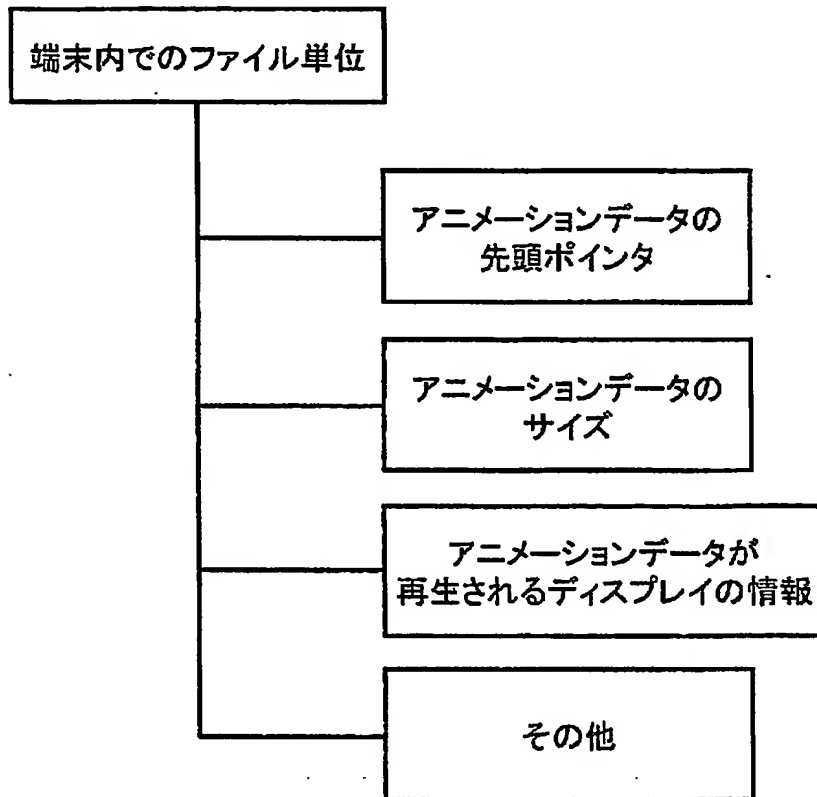 端末内でのファイル単位
アニメーションデータの
先頭ポインタ
アニメーションデータの
サイズ
アニメーションデータが
再生されるディスプレイの情報
その他